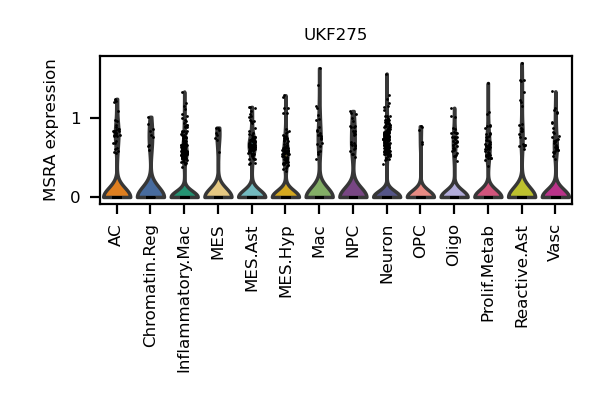 UKF275
MSRA expression
1
0
AC
Chromatin.Reg
Inflammatory.Mac
MES
MES.Ast
MES.Hyp
Mac
NPC
Neuron
OPC
Oligo
Prolif.Metab
Reactive.Ast
Vasc